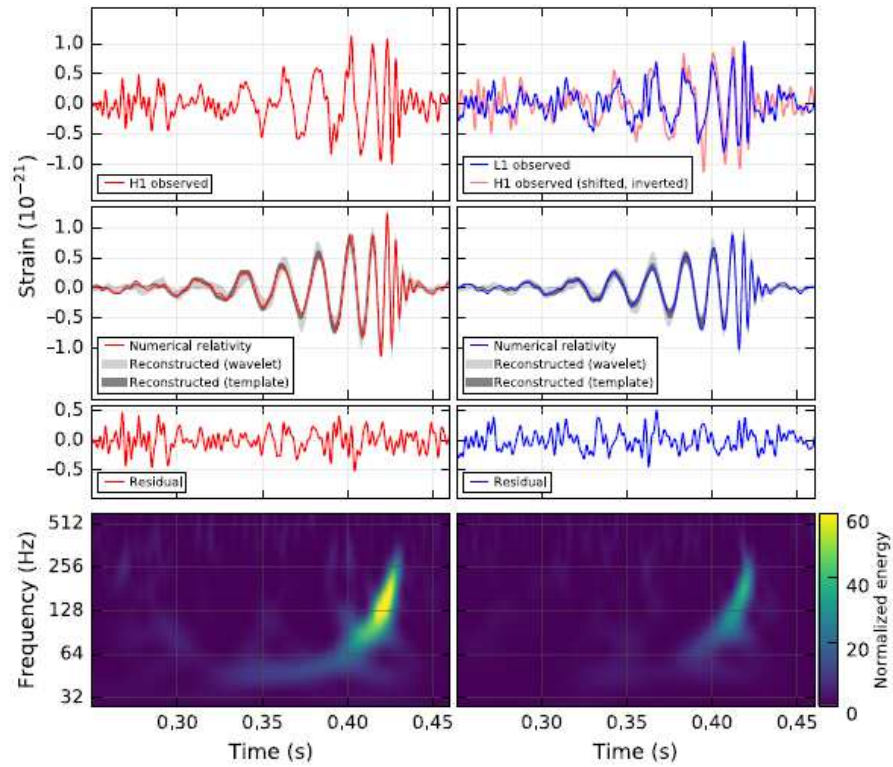 Strain (10⁻²¹)
1.0
0.5
0.0
−0.5
−1.0
H1 observed
L1 observed
H1 observed (shifted, inverted)
1.0
0.5
0.0
−0.5
−1.0
Numerical relativity
Reconstructed (wavelet)
Reconstructed (template)
Numerical relativity
Reconstructed (wavelet)
Reconstructed (template)
0.5
0.0
−0.5
Residual
Residual
Frequency (Hz)
512
256
128
64
32
0,30 0,35 0,40 0,45
0,30 0,35 0,40 0,45
Time (s)
Time (s)
60
40
20
0
Normalized energy